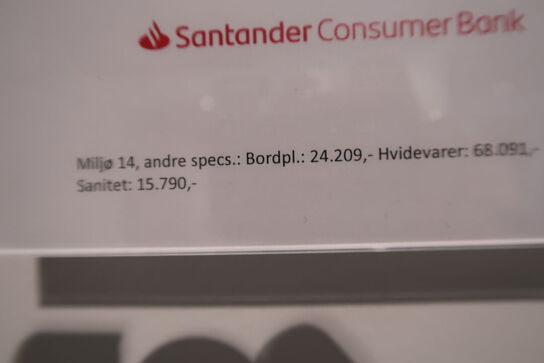 Santander Consumer Bank
Miljø 14, andre specs.: Bordpl.: 24.209,- Hvidevarer: 68.091,-
Sanitet: 15.790,-